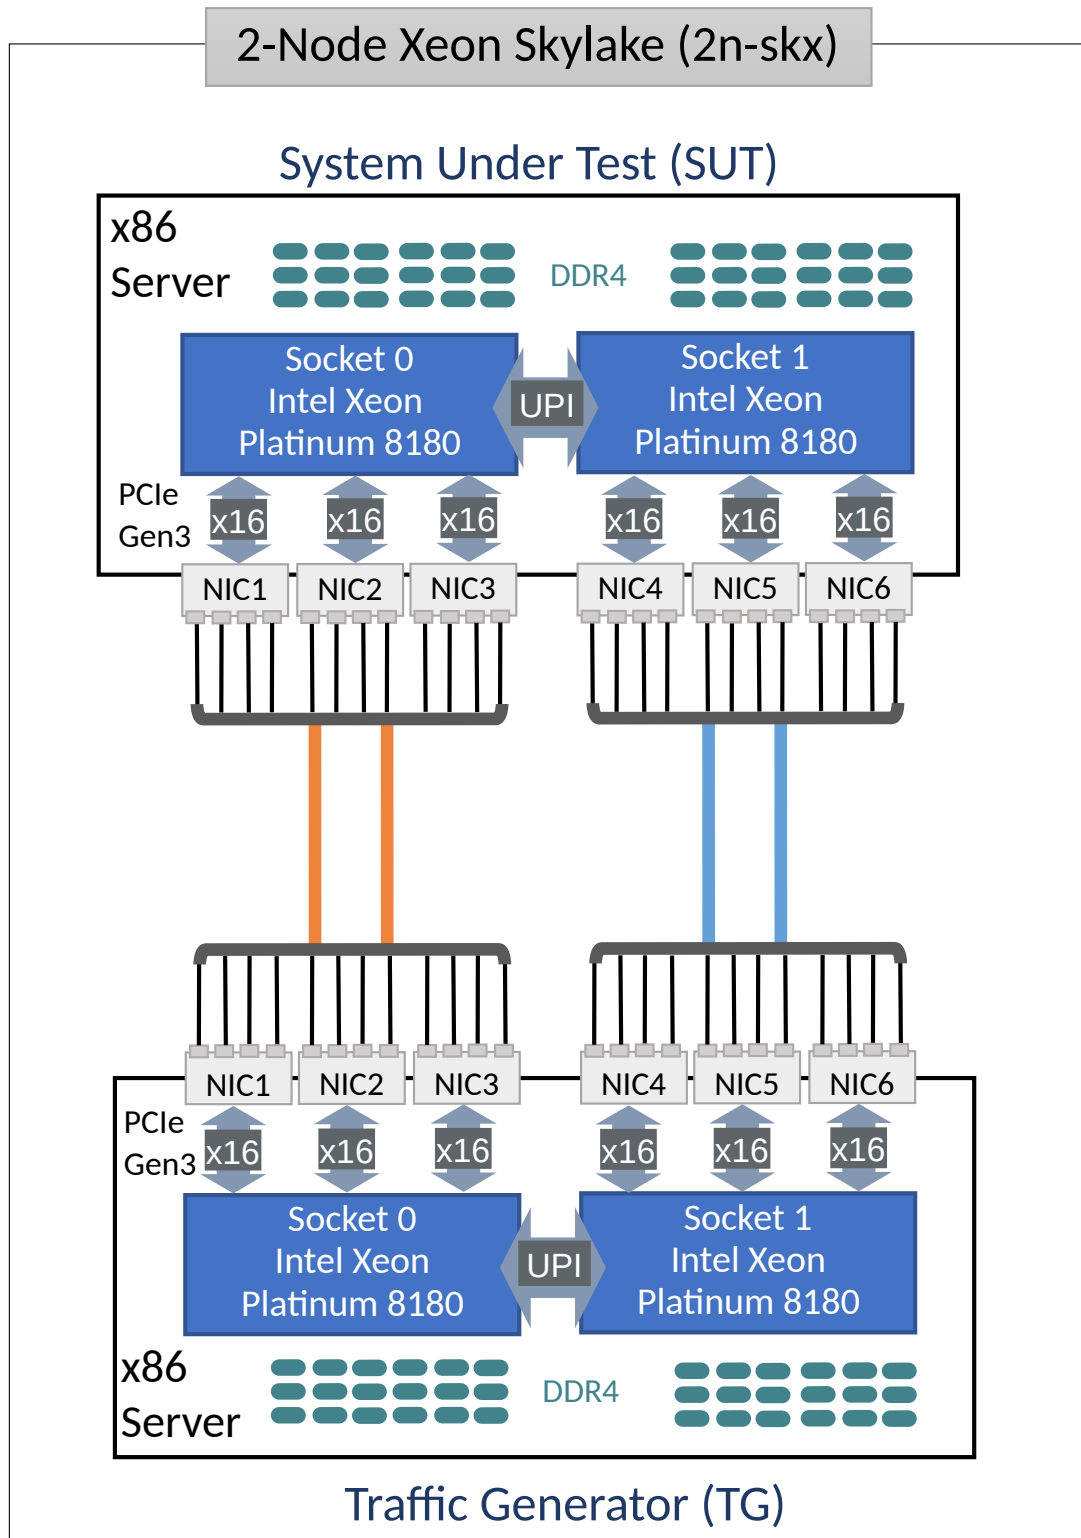 2-Node Xeon Skylake (2n-skx)
System Under Test (SUT)
x86
Server
DDR4
Socket 0
Intel Xeon
Platinum 8180
UPI
Socket 1
Intel Xeon
Platinum 8180
PCIe
Gen3
x16
x16
x16
x16
x16
x16
NIC1
NIC2
NIC3
NIC4
NIC5
NIC6
NIC1
NIC2
NIC3
NIC4
NIC5
NIC6
PCIe
Gen3
x16
x16
x16
x16
x16
x16
Socket 0
Intel Xeon
Platinum 8180
UPI
Socket 1
Intel Xeon
Platinum 8180
x86
Server
DDR4
Traffic Generator (TG)